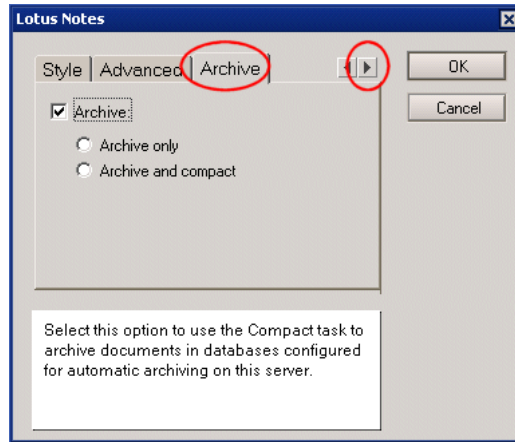 Lotus Notes
Style Advanced Archive
OK
Archive:
Cancel
Archive only
Archive and compact
Select this option to use the Compact task to
archive documents in databases configured
for automatic archiving on this server.